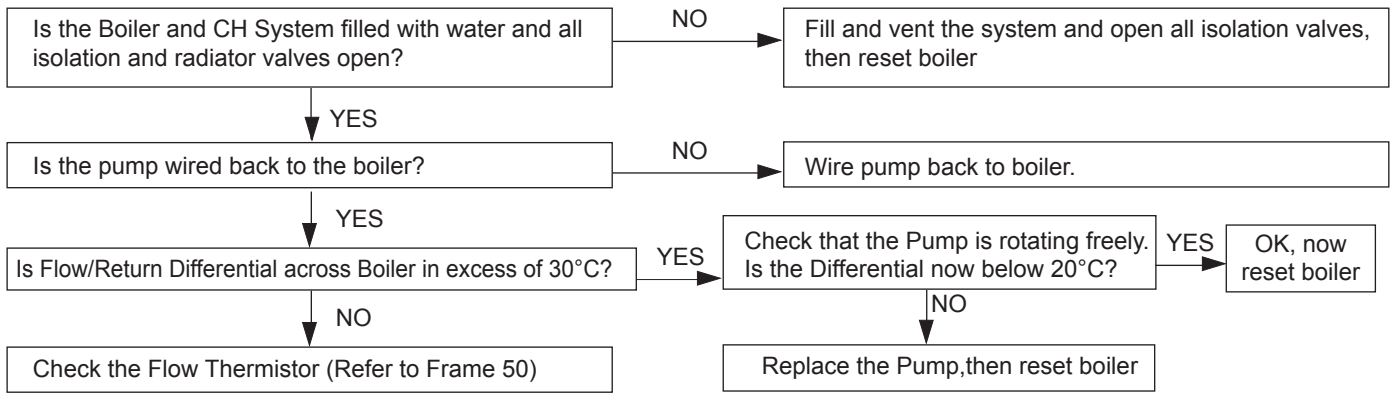 Is the Boiler and CH System filled with water and all
isolation and radiator valves open?
NO
Fill and vent the system and open all isolation valves,
then reset boiler
YES
Is the pump wired back to the boiler?
NO
Wire pump back to boiler.
YES
Is Flow/Return Differential across Boiler in excess of 30°C?
YES
Check that the Pump is rotating freely.
Is the Differential now below 20°C?
YES
OK, now
reset boiler
NO
Check the Flow Thermistor (Refer to Frame 50)
NO
Replace the Pump,then reset boiler